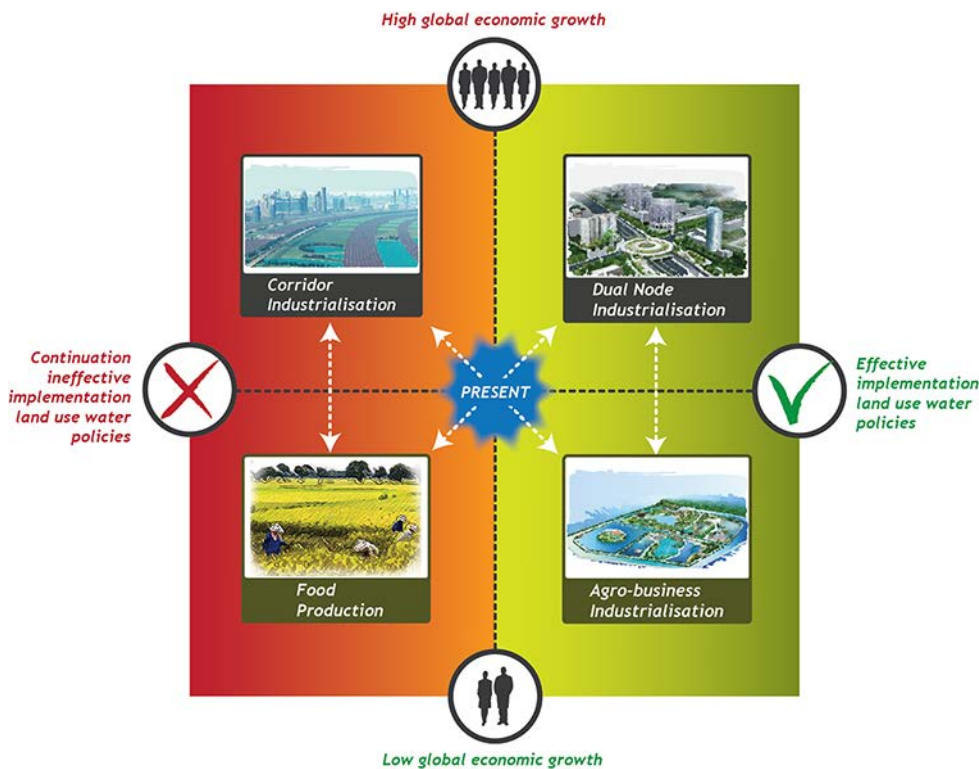 High global economic growth
Corridor
Industrialisation
Dual Node
Industrialisation
Continuation
ineffective
implementation
land use water
policies
PRESENT
Effective
implementation
land use water
policies
Food
Production
Agro-business
Industrialisation
Low global economic growth